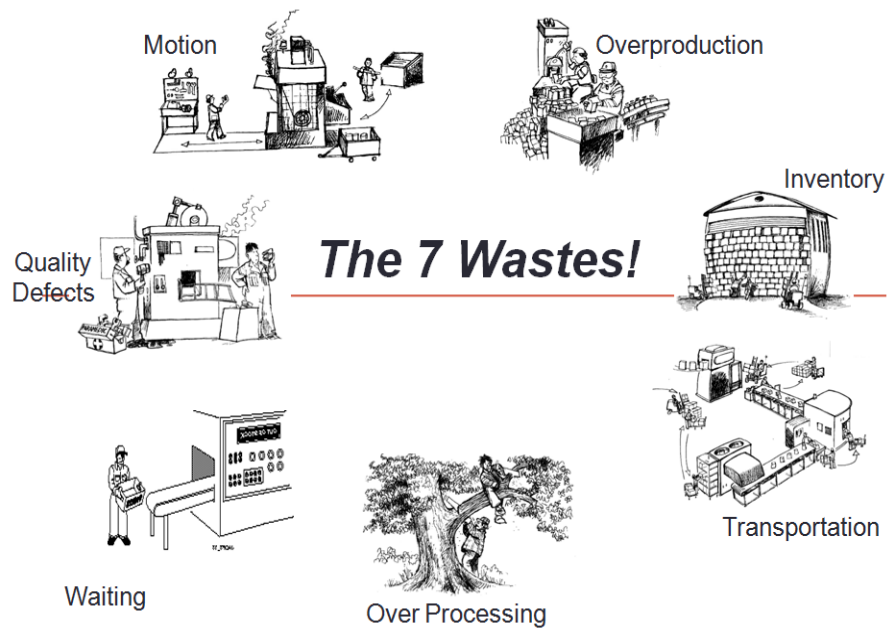 Motion
Overproduction
Inventory
The 7 Wastes!
Quality
Defects
Transportation
Waiting
Over Processing